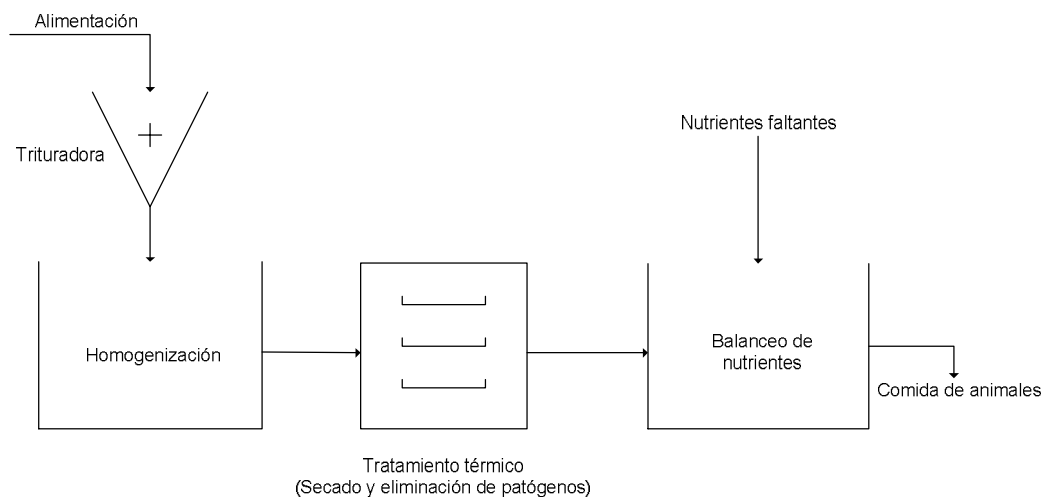 Alimentación
Trituradora
Nutrientes faltantes
Homogenización
Balanceo de
nutrientes
Comida de animales
Tratamiento térmico
(Secado y eliminación de patógenos)